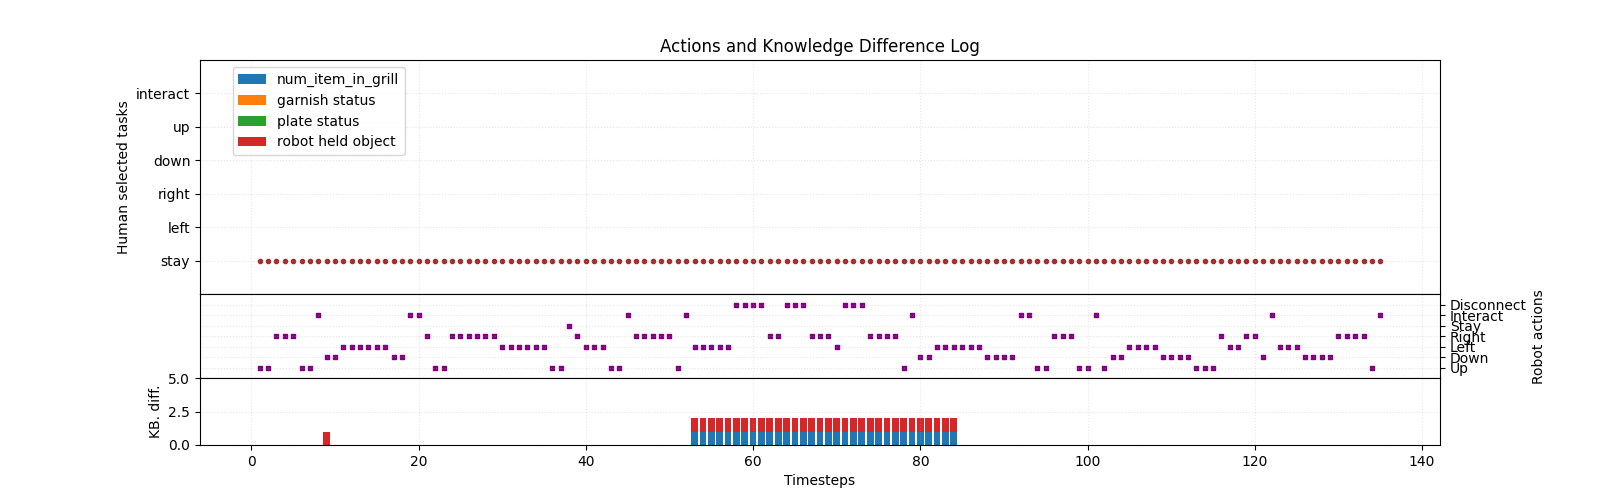 Actions and Knowledge Difference Log
num_item_in_grill
garnish status
plate status
robot held object
Human selected tasks
interact
up
down
right
left
stay
Disconnect
Interact
Stay
Right
Left
Down
Up
Robot actions
KB. diff.
5.0
2.5
0.0
0 20 40 60 80 100 120 140
Timesteps